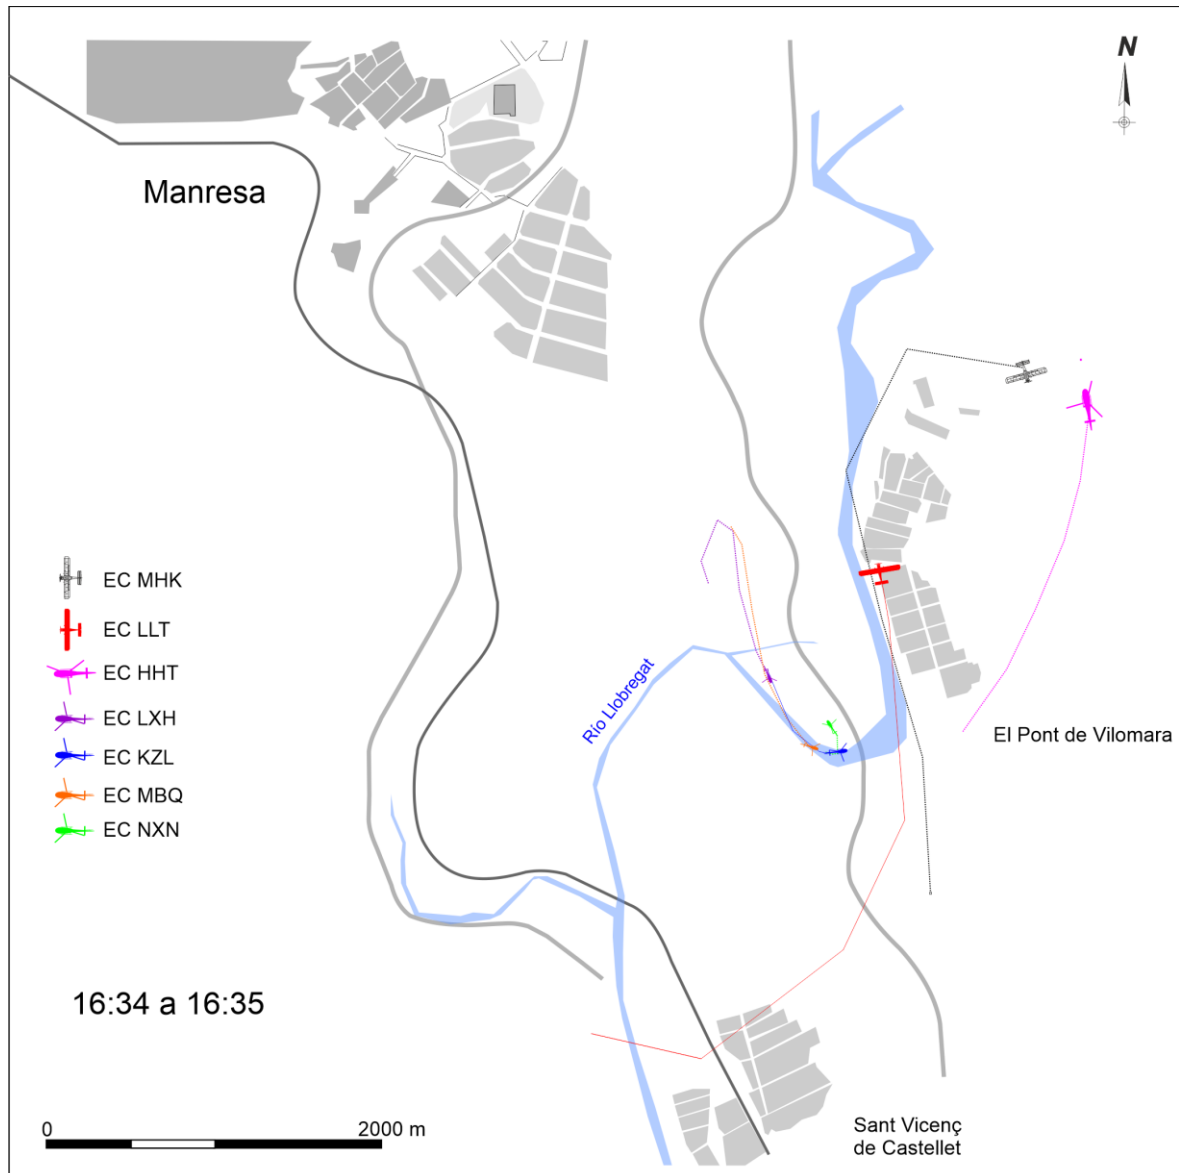 N
Manresa
EC MHK
EC LLT
EC HHT
EC LXH
EC KZL
EC MBQ
EC NXN
Río Llobregat
El Pont de Vilomara
16:34 a 16:35
0 2000 m
Sant Vicenç
de Castellet